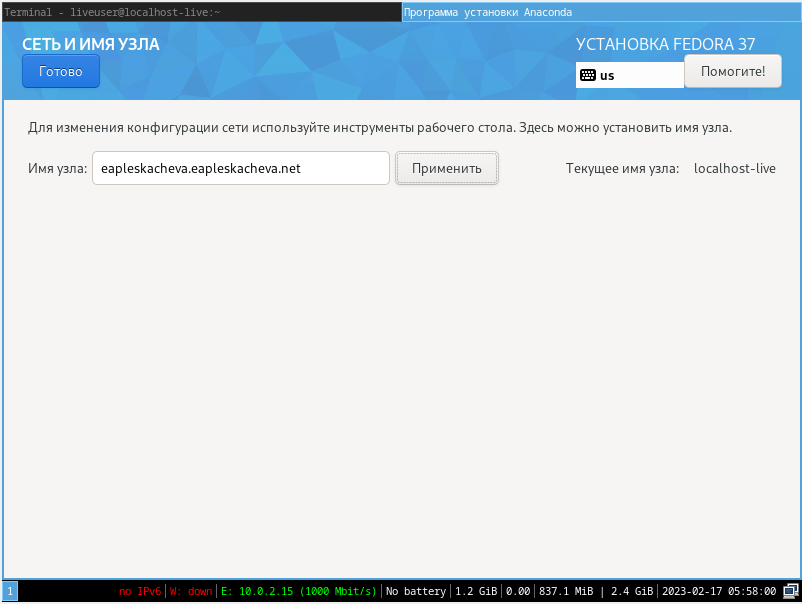 Terminal - liveuser@localhost-live:~ Программа установки Anaconda
СЕТЬ И ИМЯ УЗЛА УСТАНОВКА FEDORA 37
Готово us Помогите!
Для изменения конфигурации сети используйте инструменты рабочего стола. Здесь можно установить имя узла.
Имя узла: eapleskacheva.eapleskacheva.net Применить Текущее имя узла: localhost-live
1 no IPv6 | W: down | E: 10.0.2.15 (1000 Mbit/s) | No battery | 1.2 GiB | 0.00 | 837.1 MiB | 2.4 GiB | 2023-02-17 05:58:00